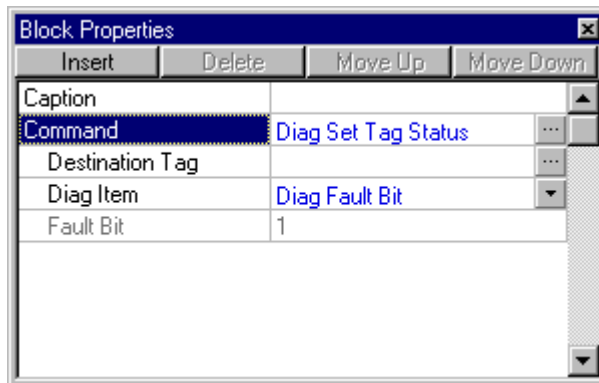 Block Properties
Insert Delete Move Up Move Down
Caption
Command Diag Set Tag Status ...
Destination Tag ...
Diag Item Diag Fault Bit
Fault Bit 1